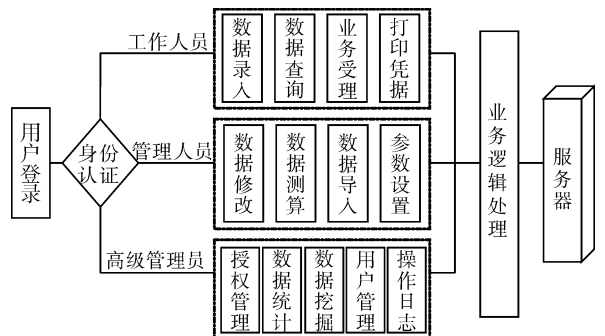 用户登录
身份
认证
工作人员
数据录入
数据查询
业务受理
打印凭据
管理人员
数据修改
数据测算
数据导入
参数设置
高级管理员
授权管理
数据统计
数据挖掘
用户管理
操作日志
业务逻辑处理
服务器